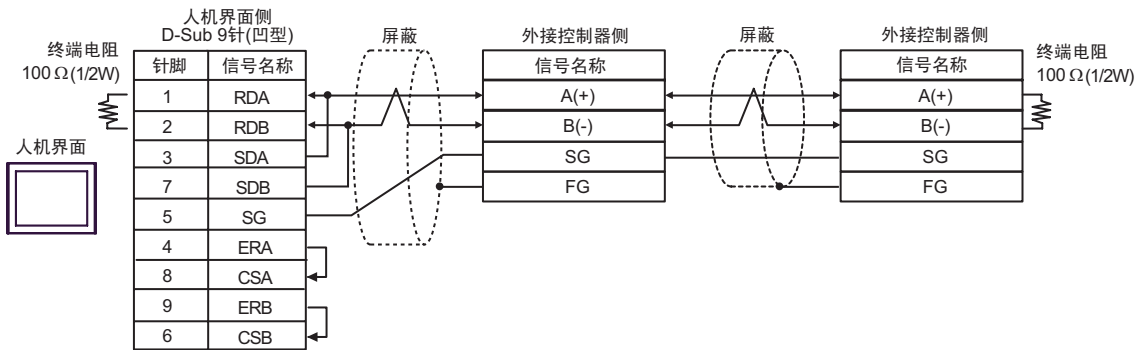 人机界面侧
D-Sub 9针(凹型)
终端电阻
100 Ω(1/2W)
人机界面
针脚 信号名称
1 RDA
2 RDB
3 SDA
7 SDB
5 SG
4 ERA
8 CSA
9 ERB
6 CSB
屏蔽
外接控制器侧
信号名称
A(+)
B(-)
SG
FG
屏蔽
外接控制器侧
信号名称
A(+)
B(-)
SG
FG
终端电阻
100 Ω(1/2W)